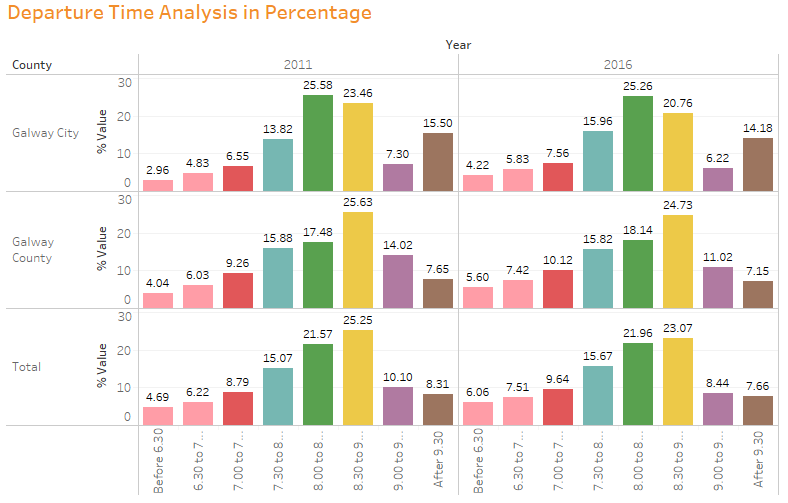 Departure Time Analysis in Percentage
Year
County 2011 2016
Galway City
% Value
30
20
10
0
2.96 4.83 6.55 13.82 25.58 23.46 7.30 15.50
4.22 5.83 7.56 15.96 25.26 20.76 6.22 14.18
Galway
County
% Value
30
20
10
0
4.04 6.03 9.26 15.88 17.48 25.63 14.02 7.65
5.60 7.42 10.12 15.82 18.14 24.73 11.02 7.15
Total
% Value
30
20
10
0
4.69 6.22 8.79 15.07 21.57 25.25 10.10 8.31
6.06 7.51 9.64 15.67 21.96 23.07 8.44 7.66
Before 6.30
6.30 to 7...
7.00 to 7...
7.30 to 8...
8.00 to 8...
8.30 to 9...
9.00 to 9...
After 9.30
Before 6.30
6.30 to 7...
7.00 to 7...
7.30 to 8...
8.00 to 8...
8.30 to 9...
9.00 to 9...
After 9.30